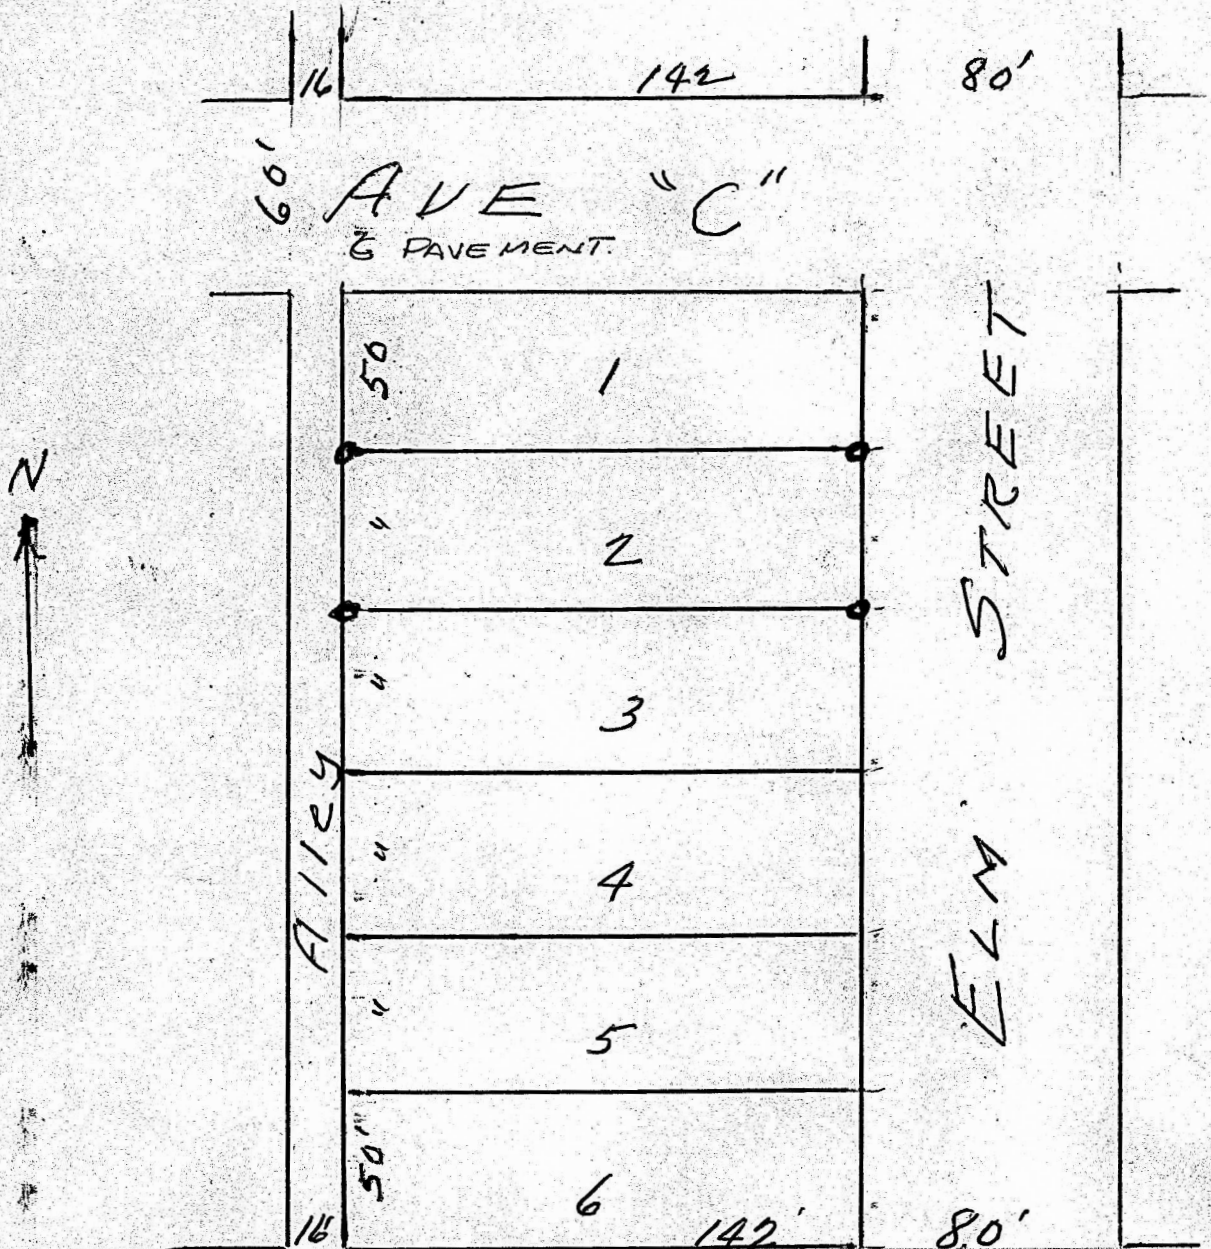 16 142 80'
60' AVE "C"
℄ PAVEMENT.
50 1
N
" 2
" 3
Alley
" 4
" 5
50' 6
16 142' 80'
ELM STREET